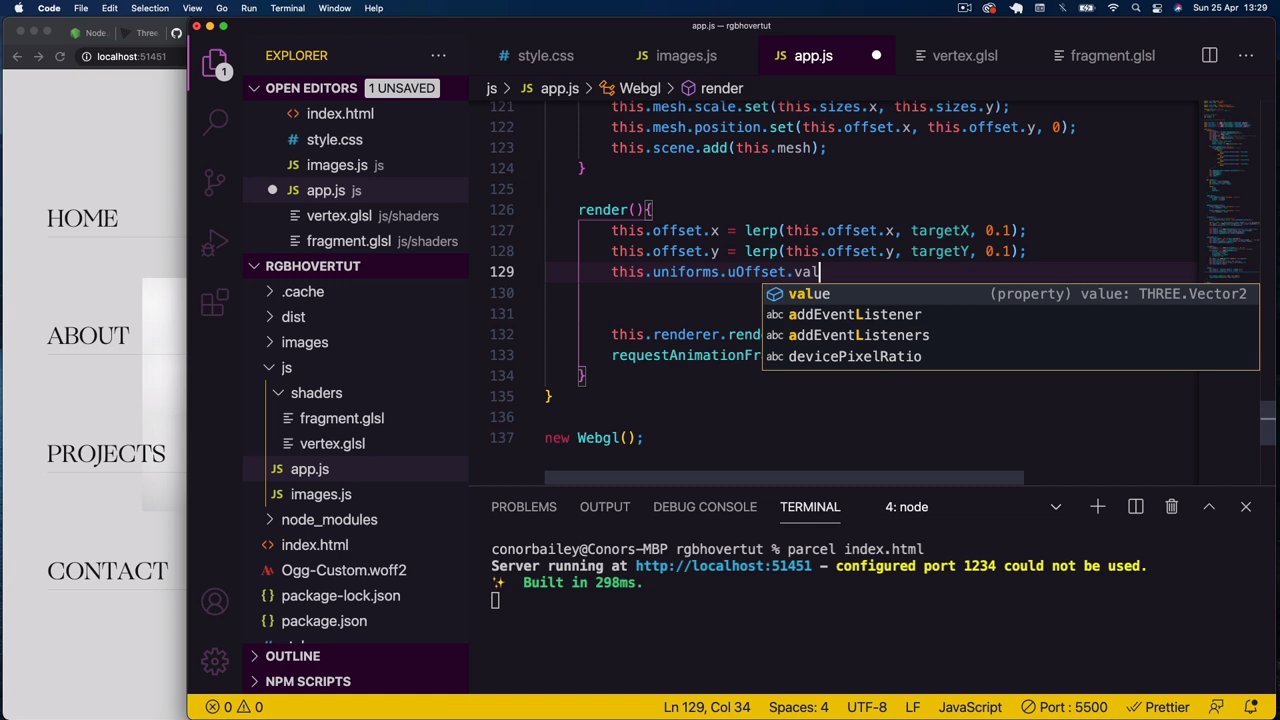 Code File Edit Selection View Go Run Terminal Window Help
Sun 25 Apr 13:29
app.js — rgbhovertut
Node.
Three
localhost:51451
HOME
ABOUT
PROJECTS
CONTACT
1
EXPLORER
OPEN EDITORS 1 UNSAVED
index.html
style.css
images.js js
app.js js
vertex.glsl js/shaders
fragment.glsl js/shaders
RGBHOVERTUT
.cache
dist
images
js
shaders
fragment.glsl
vertex.glsl
app.js
images.js
node_modules
index.html
Ogg-Custom.woff2
package-lock.json
package.json
OUTLINE
NPM SCRIPTS
style.css
images.js
app.js
vertex.glsl
fragment.glsl
js > app.js > Webgl > render
121 this.mesh.scale.set(this.sizes.x, this.sizes.y);
122 this.mesh.position.set(this.offset.x, this.offset.y, 0);
123 this.scene.add(this.mesh);
124 }
125
126 render(){
127 this.offset.x = lerp(this.offset.x, targetX, 0.1);
128 this.offset.y = lerp(this.offset.y, targetY, 0.1);
129 this.uniforms.uOffset.val
130
131
132 this.renderer.rende
133 requestAnimationFr
134 }
135 }
136
137 new Webgl();
value (property) value: THREE.Vector2
abc addEventListener
abc addEventListeners
abc devicePixelRatio
PROBLEMS OUTPUT DEBUG CONSOLE TERMINAL 4: node
conorbailey@Conors-MBP rgbhovertut % parcel index.html
Server running at http://localhost:51451 – configured port 1234 could not be used.
✨ Built in 298ms.
0 0 Ln 129, Col 34 Spaces: 4 UTF-8 LF JavaScript Port : 5500 Prettier